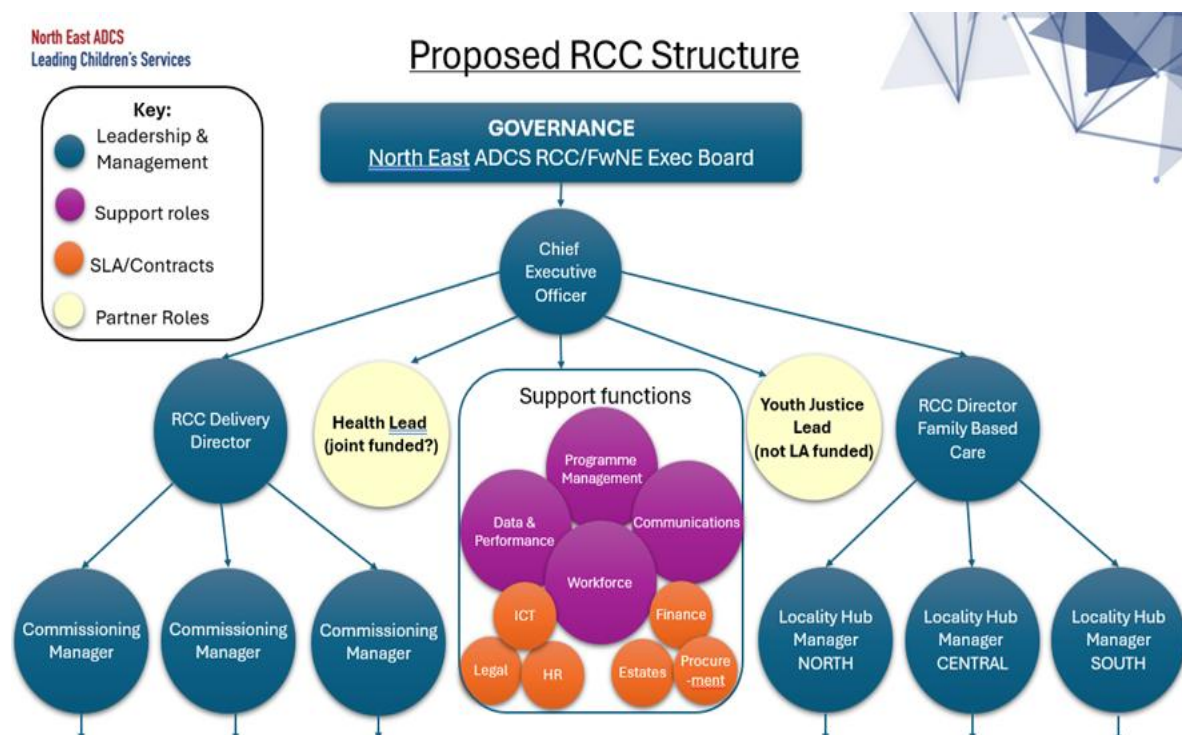 North East ADCS
Leading Children's Services
Proposed RCC Structure
Key:
Leadership &
Management
Support roles
SLA/Contracts
Partner Roles
GOVERNANCE
North East ADCS RCC/FwNE Exec Board
Chief
Executive
Officer
RCC Delivery
Director
Health Lead
(joint funded?)
Support functions
Programme
Management
Data &
Performance
Communications
Workforce
ICT
Finance
Legal
HR
Estates
Procure
-ment
Youth Justice
Lead
(not LA funded)
RCC Director
Family Based
Care
Commissioning
Manager
Commissioning
Manager
Commissioning
Manager
Locality Hub
Manager
NORTH
Locality Hub
Manager
CENTRAL
Locality Hub
Manager
SOUTH